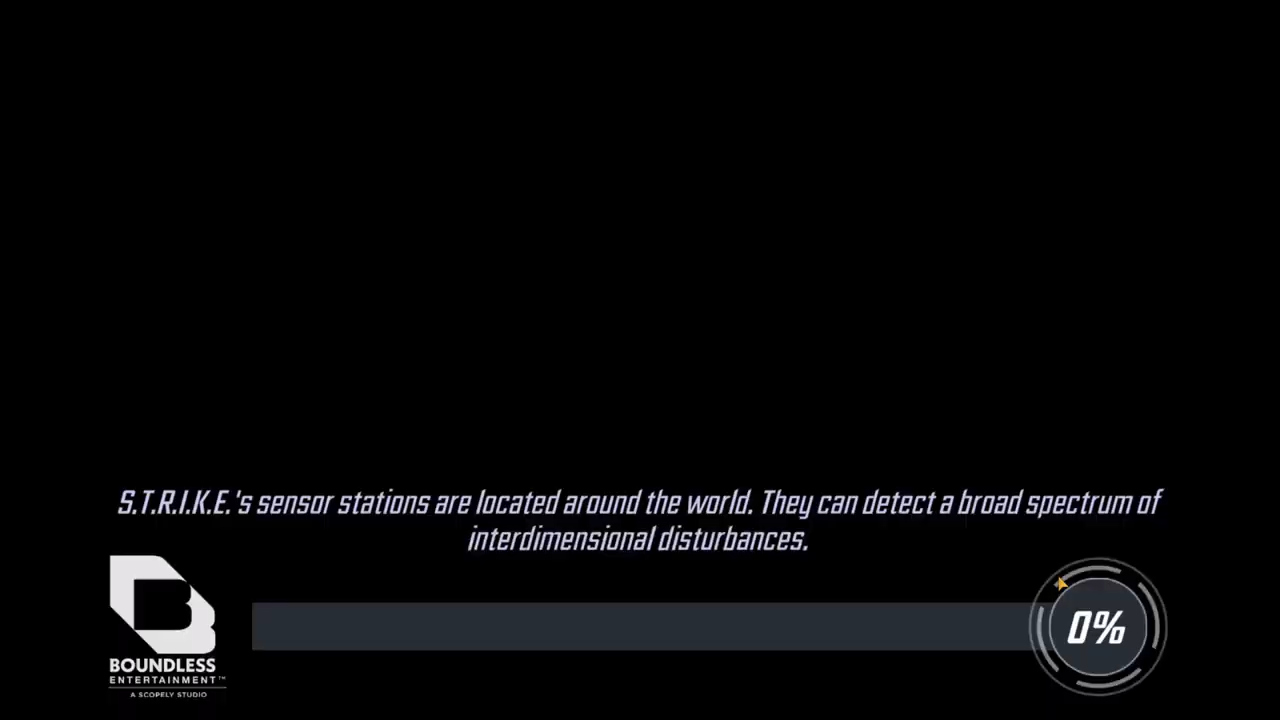 S.T.R.I.K.E.'s sensor stations are located around the world. They can detect a broad spectrum of
interdimensional disturbances.
0%
BOUNDLESS
ENTERTAINMENT™
A SCOPELY STUDIO